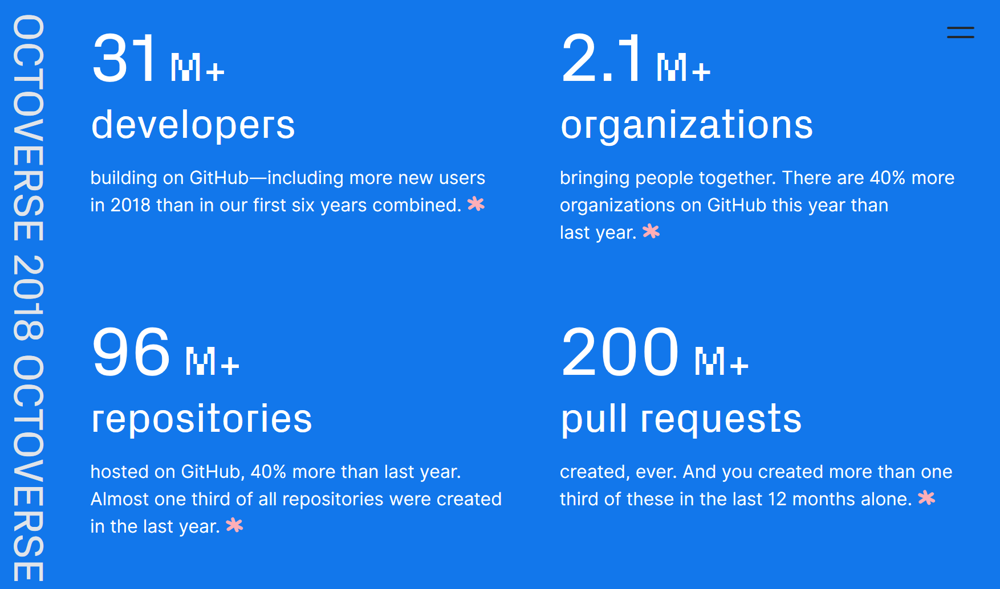 OCTOVERSE 2018 OCTOVERSE
31 M+
developers
building on GitHub—including more new users
in 2018 than in our first six years combined. *
2.1 M+
organizations
bringing people together. There are 40% more
organizations on GitHub this year than
last year. *
96 M+
repositories
hosted on GitHub, 40% more than last year.
Almost one third of all repositories were created
in the last year. *
200 M+
pull requests
created, ever. And you created more than one
third of these in the last 12 months alone. *